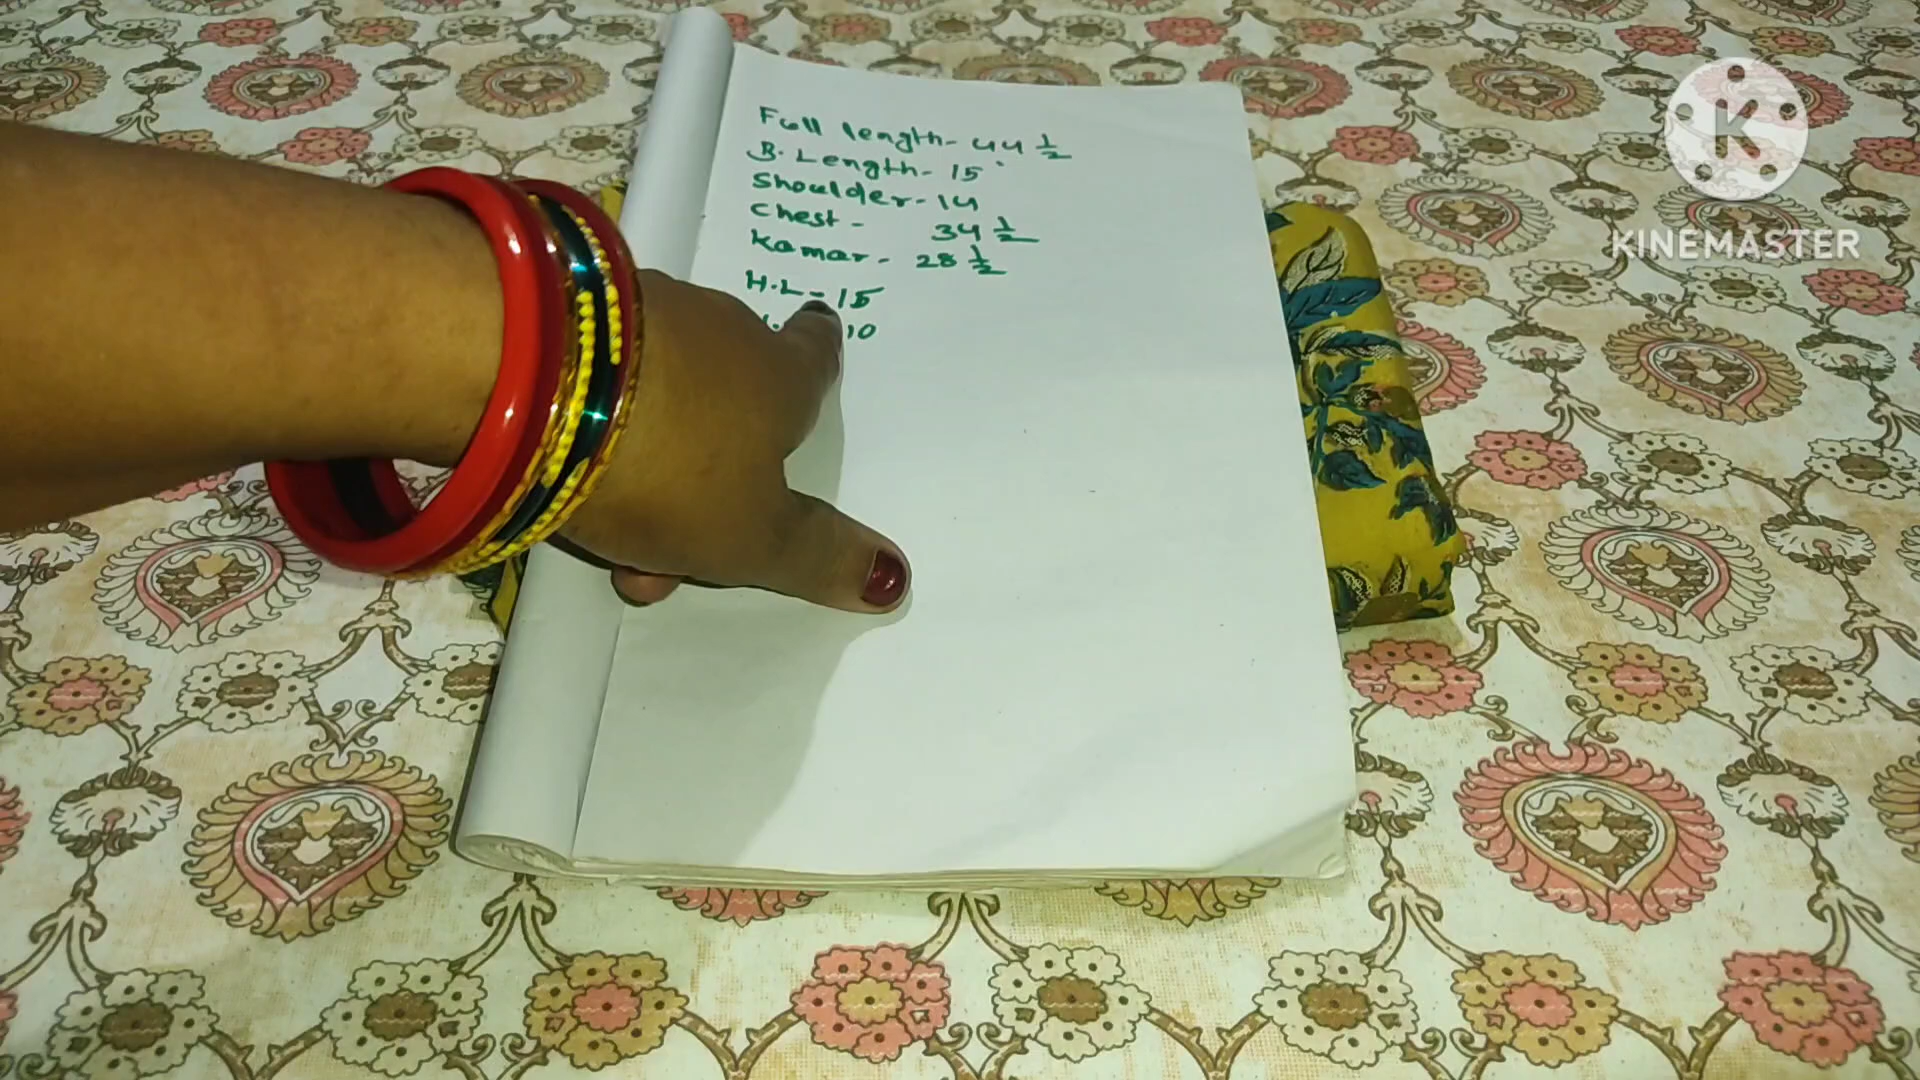 Full length- 44 1/2
B. Length- 15
Shoulder- 14
Chest- 34 1/2
Kamar- 28 1/2
H.L - 15
10
K
KINEMASTER